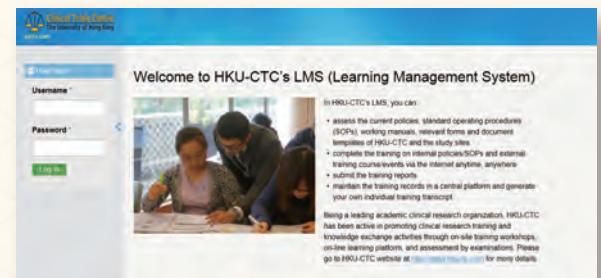 Clinical Trials Centre
The University of Hong Kong
Username *
Password *
Log in
Welcome to HKU-CTC's LMS (Learning Management System)
In HKU-CTC's LMS, you can:
• assess the current policies, standard operating procedures
(SOPs), working manuals, relevant forms and document
templates of HKU-CTC and the study sites
• complete the training on internal policies/SOPs and external
training course/events via the internet anytime, anywhere
• submit the training reports
• maintain the training records in a central platform and generate
your own individual training transcript
Being a leading academic clinical research organization, HKU-CTC
has been active in promoting clinical research training and
knowledge exchange activities through on-site training workshops,
on-line learning platform, and assessment by examinations. Please
go to HKU-CTC website at for more details